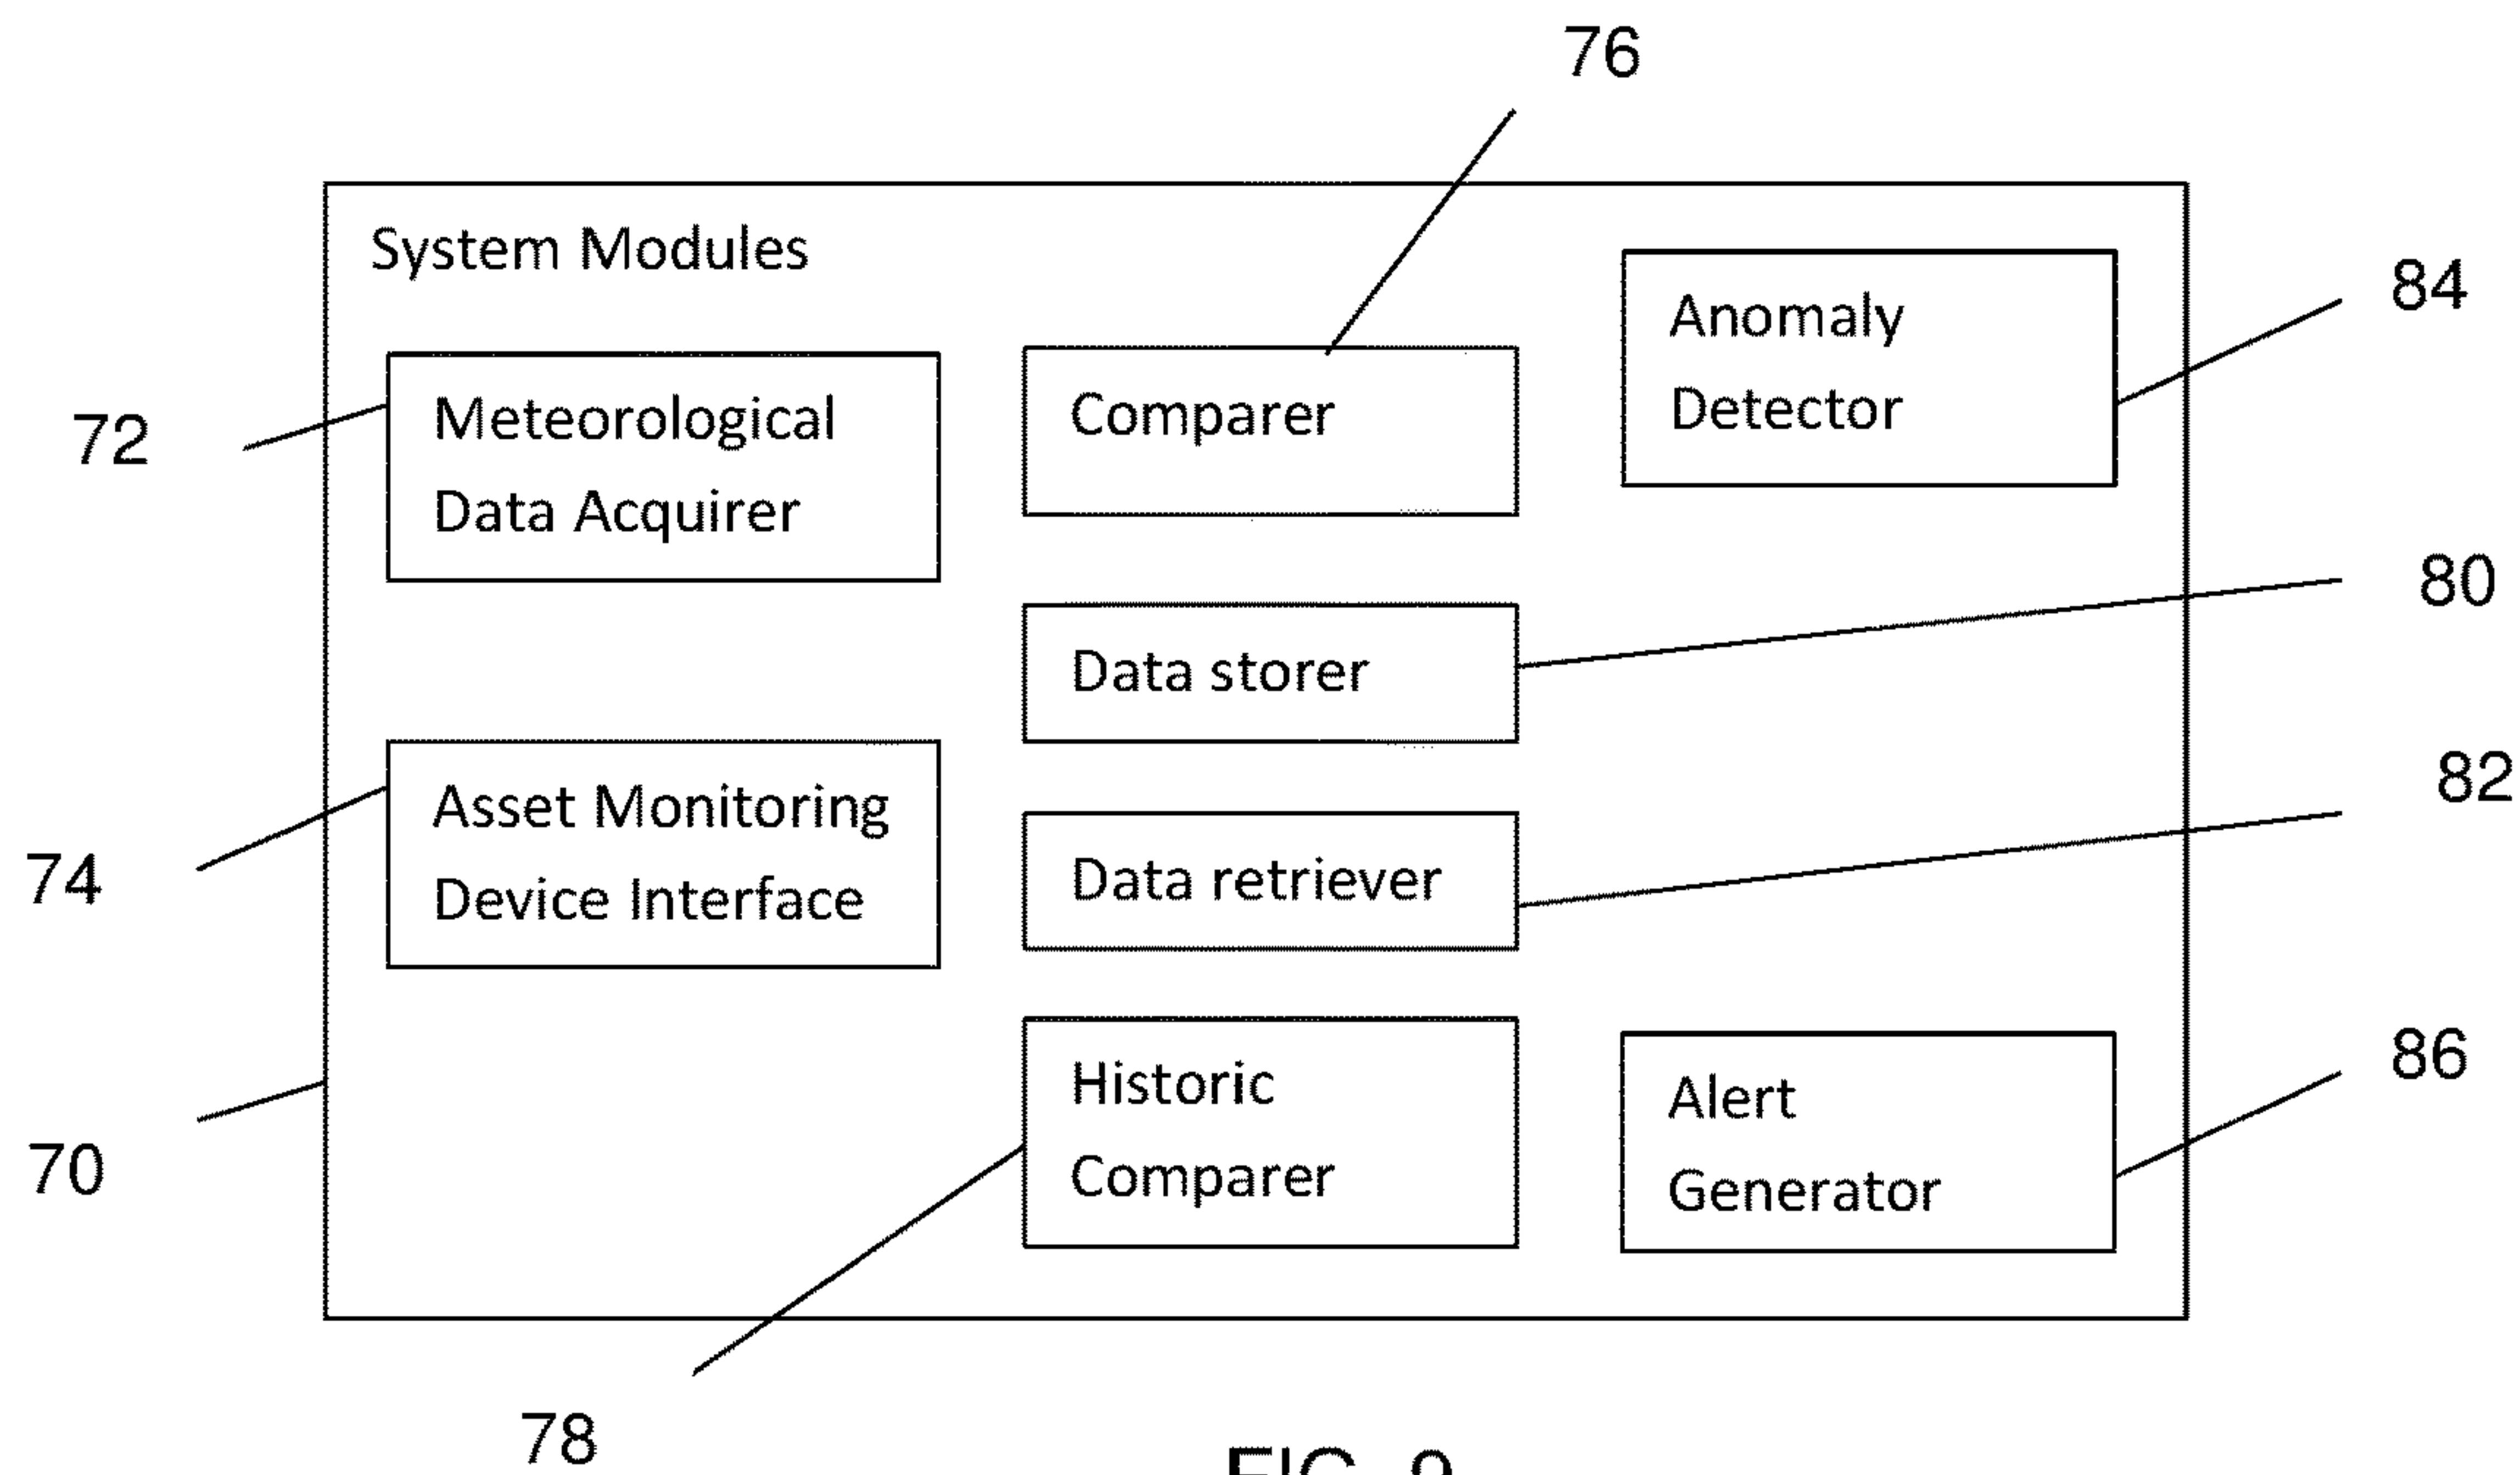 76
System Modules
84
Anomaly
Detector
Meteorological
Data Acquirer
72
Comparer
80
Data storer
82
Asset Monitoring
Device Interface
74
Data retriever
86
Historic
Comparer
Alert
Generator
70
78
FIG.